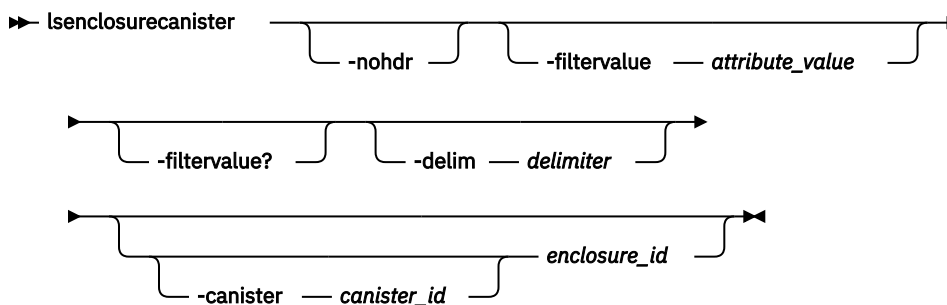 lsenclosurecanister
-nohdr -filtervalue attribute_value
-filtervalue? -delim delimiter
enclosure_id
-canister canister_id